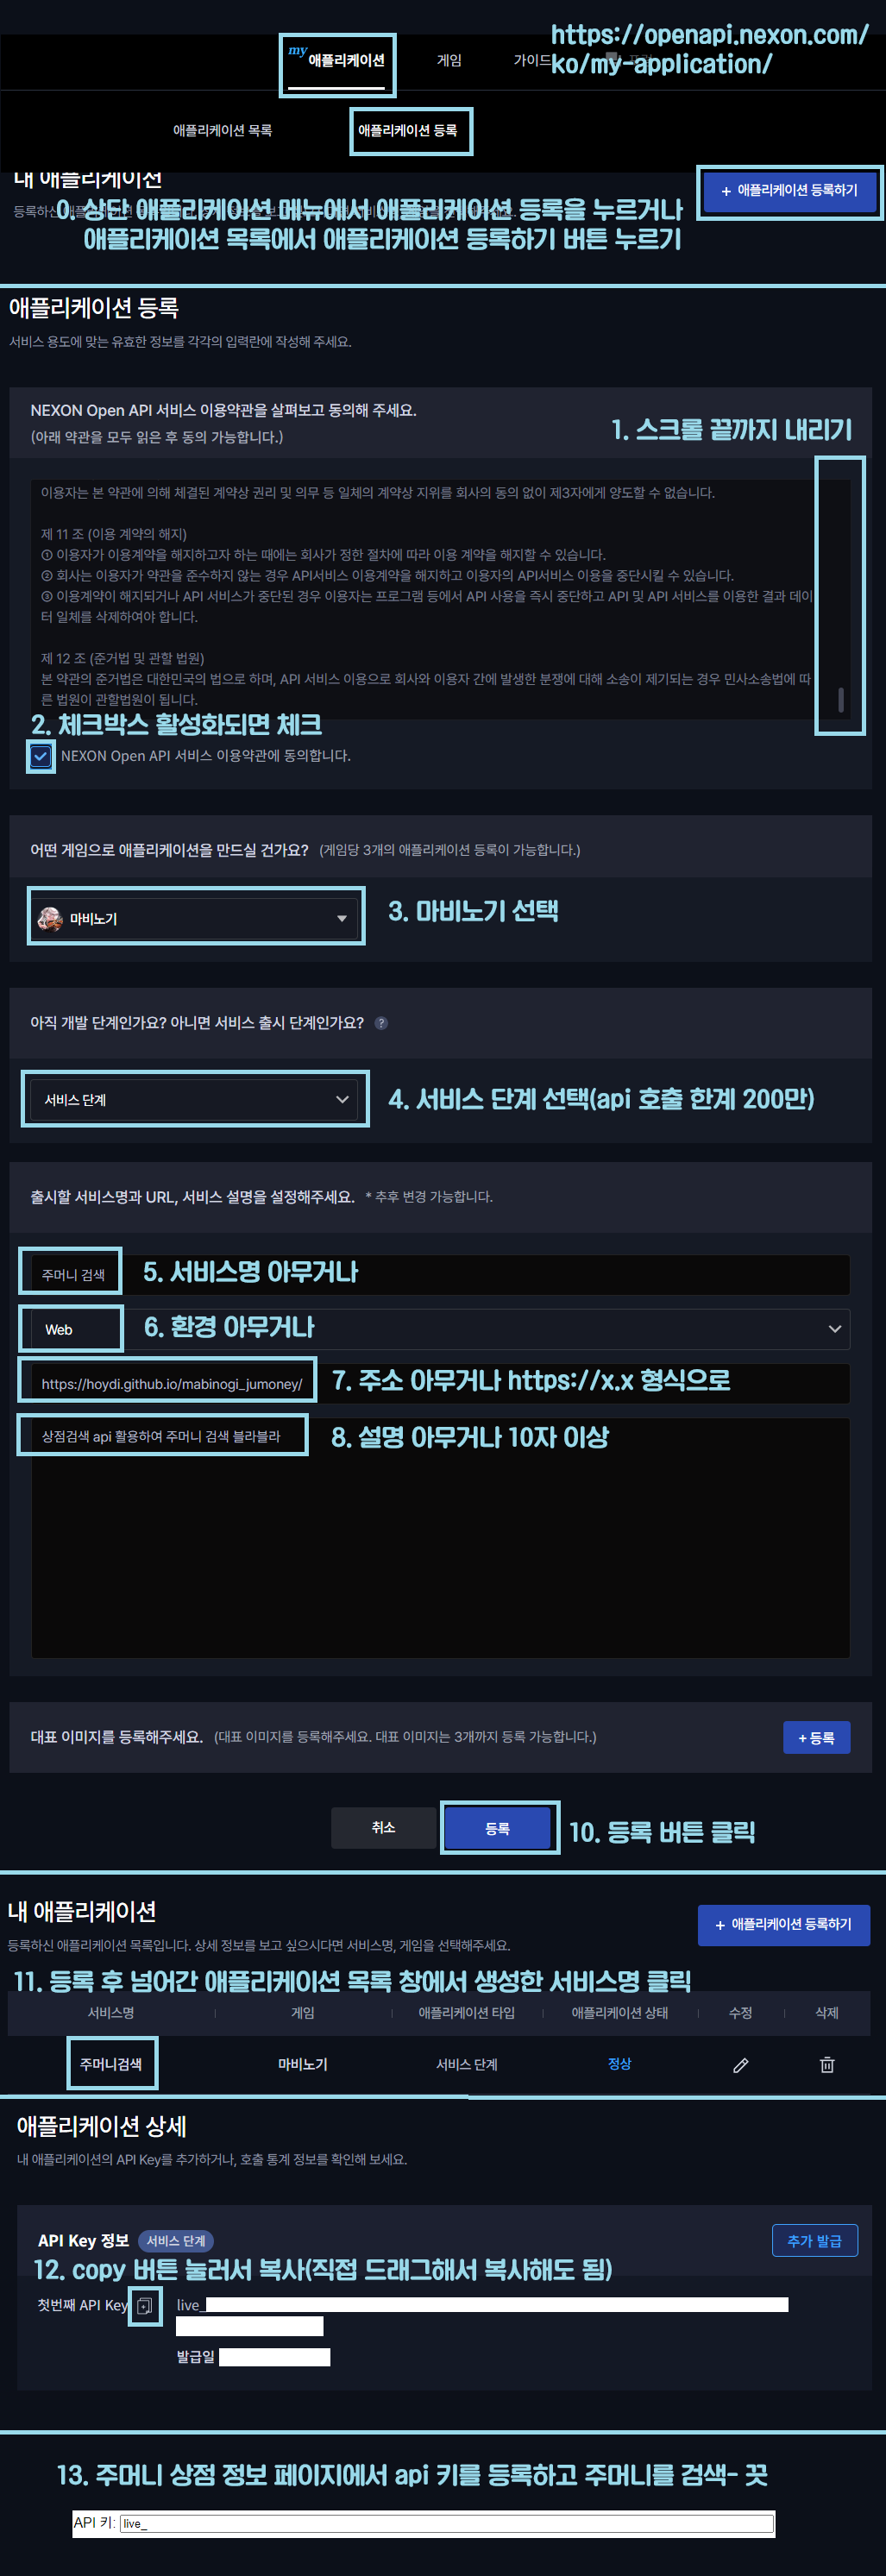 https://openapi.nexon.com/
ko/my-application/
my 애플리케이션 게임 가이드
애플리케이션 목록 애플리케이션 등록
내 애플리케이션
+ 애플리케이션 등록하기
0. 상단 애플리케이션 메뉴에서 애플리케이션 등록을 누르거나
애플리케이션 목록에서 애플리케이션 등록하기 버튼 누르기
애플리케이션 등록
서비스 용도에 맞는 유효한 정보를 각각의 입력란에 작성해 주세요.
NEXON Open API 서비스 이용약관을 살펴보고 동의해 주세요.
(아래 약관을 모두 읽은 후 동의 가능합니다.)
1. 스크롤 끝까지 내리기
이용자는 본 약관에 의해 체결된 계약상 권리 및 의무 등 일체의 계약상 지위를 회사의 동의 없이 제3자에게 양도할 수 없습니다.
제 11 조 (이용 계약의 해지)
① 이용자가 이용계약을 해지하고자 하는 때에는 회사가 정한 절차에 따라 이용 계약을 해지할 수 있습니다.
② 회사는 이용자가 약관을 준수하지 않는 경우 API서비스 이용계약을 해지하고 이용자의 API서비스 이용을 중단시킬 수 있습니다.
③ 이용계약이 해지되거나 API 서비스가 중단된 경우 이용자는 프로그램 등에서 API 사용을 즉시 중단하고 API 및 API 서비스를 이용한 결과 데이
터 일체를 삭제하여야 합니다.
제 12 조 (준거법 및 관할 법원)
본 약관의 준거법은 대한민국의 법으로 하며, API 서비스 이용으로 회사와 이용자 간에 발생한 분쟁에 대해 소송이 제기되는 경우 민사소송법에 따
른 법원이 관할법원이 됩니다.
2. 체크박스 활성화되면 체크
NEXON Open API 서비스 이용약관에 동의합니다.
어떤 게임으로 애플리케이션을 만드실 건가요? (게임당 3개의 애플리케이션 등록이 가능합니다.)
마비노기
3. 마비노기 선택
아직 개발 단계인가요? 아니면 서비스 출시 단계인가요? ?
서비스 단계
4. 서비스 단계 선택(api 호출 한계 200만)
출시할 서비스명과 URL, 서비스 설명을 설정해주세요. * 추후 변경 가능합니다.
주머니 검색
5. 서비스명 아무거나
Web
6. 환경 아무거나
https://hoydi.github.io/mabinogi_jumoney/
7. 주소 아무거나 https://x.x 형식으로
상점검색 api 활용하여 주머니 검색 블라블라
8. 설명 아무거나 10자 이상
대표 이미지를 등록해주세요. (대표 이미지를 등록해주세요. 대표 이미지는 3개까지 등록 가능합니다.)
+ 등록
취소 등록
10. 등록 버튼 클릭
내 애플리케이션
등록하신 애플리케이션 목록입니다. 상세 정보를 보고 싶으시다면 서비스명, 게임을 선택해주세요.
+ 애플리케이션 등록하기
11. 등록 후 넘어간 애플리케이션 목록 창에서 생성한 서비스명 클릭
서비스명 게임 애플리케이션 타입 애플리케이션 상태 수정 삭제
주머니검색 마비노기 서비스 단계 정상
애플리케이션 상세
내 애플리케이션의 API Key를 추가하거나, 호출 통계 정보를 확인해 보세요.
API Key 정보 서비스 단계
추가 발급
12. copy 버튼 눌러서 복사(직접 드래그해서 복사해도 됨)
첫번째 API Key live_
발급일
13. 주머니 상점 정보 페이지에서 api 키를 등록하고 주머니를 검색- 끗
API 키: live_